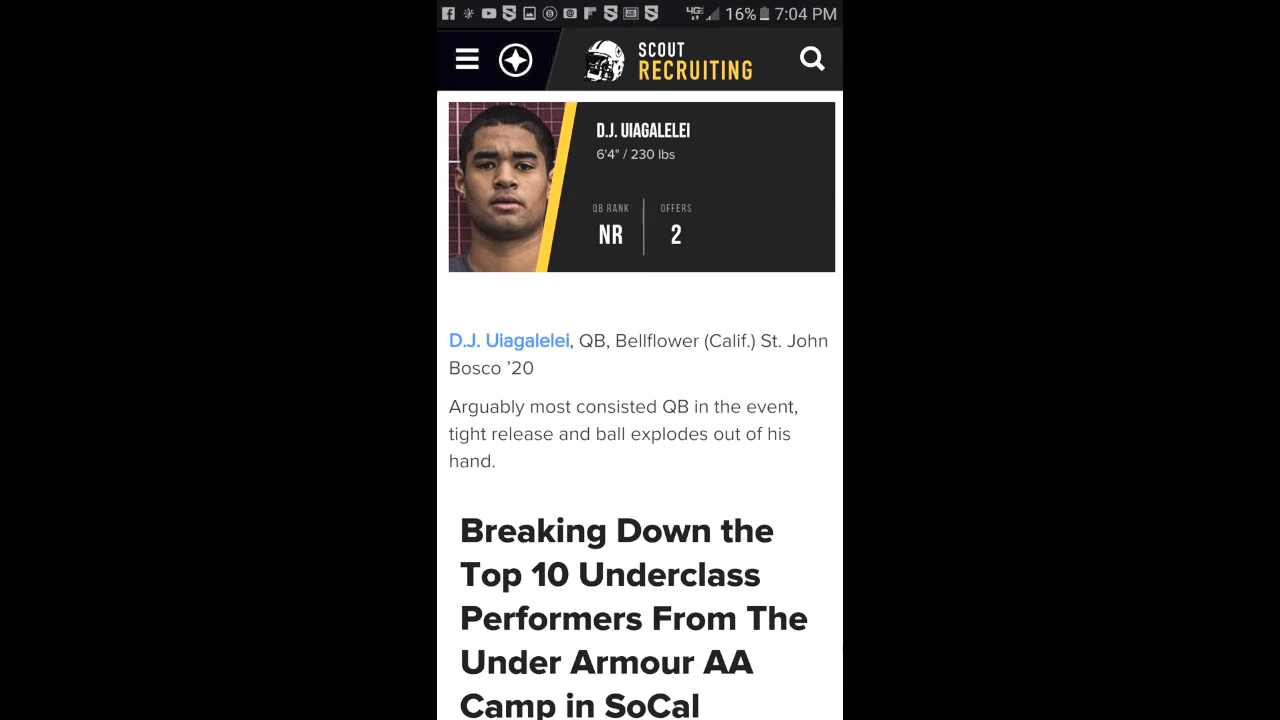 4G 16% 7:04 PM
SCOUT
RECRUITING
D.J. UIAGALELEI
6'4" / 230 lbs
QB RANK OFFERS
NR 2
D.J. Uiagalelei, QB, Bellflower (Calif.) St. John
Bosco ’20
Arguably most consisted QB in the event,
tight release and ball explodes out of his
hand.
Breaking Down the
Top 10 Underclass
Performers From The
Under Armour AA
Camp in SoCal